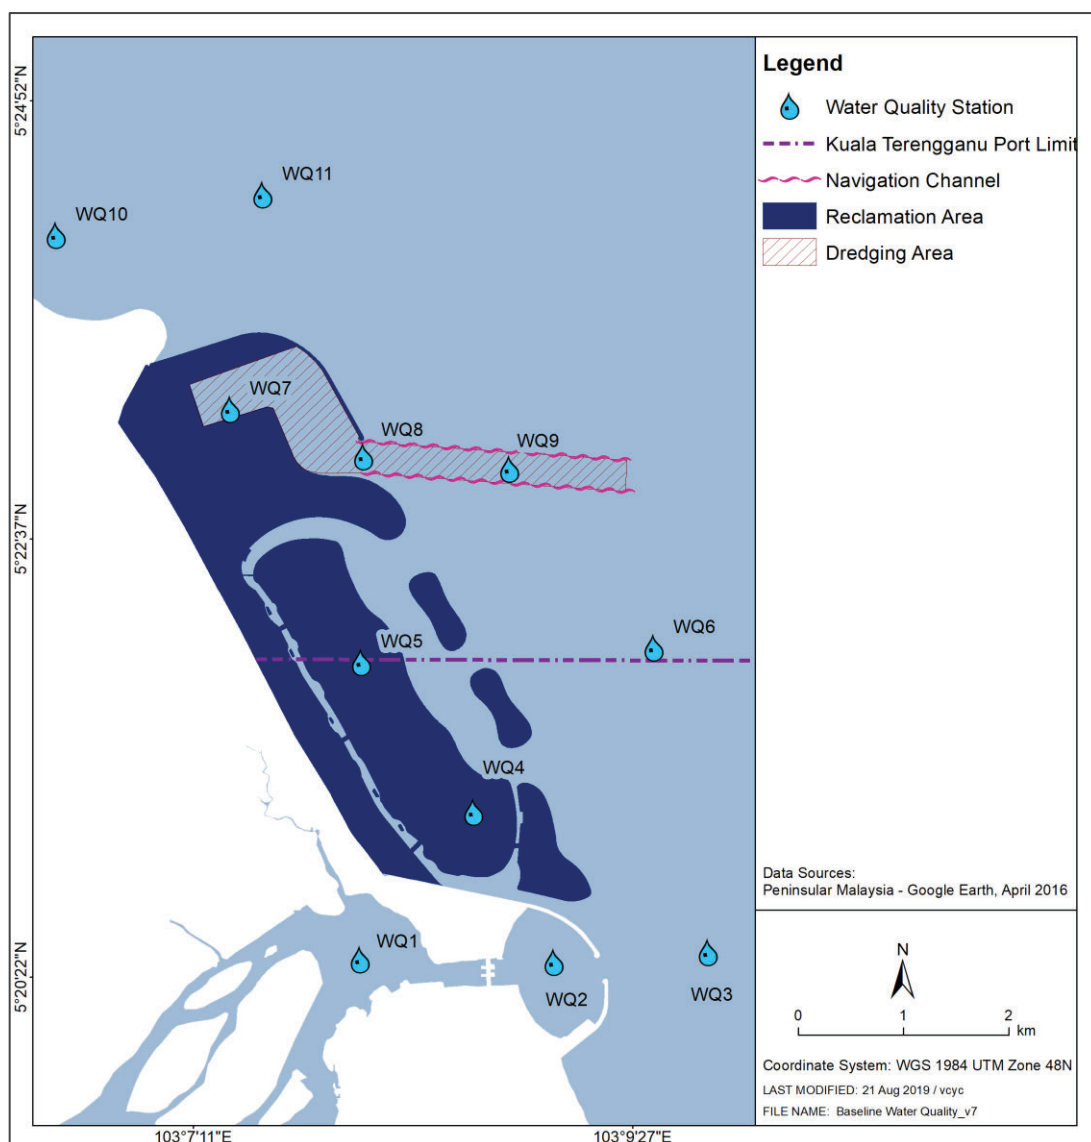 Legend
Water Quality Station
Kuala Terengganu Port Limit
Navigation Channel
Reclamation Area
Dredging Area
5°24'52"N
5°22'37"N
5°20'22"N
WQ11
WQ10
WQ7
WQ8
WQ9
WQ6
WQ5
WQ4
WQ1
WQ2
WQ3
Data Sources:
Peninsular Malaysia - Google Earth, April 2016
N
0 1 2
km
Coordinate System: WGS 1984 UTM Zone 48N
LAST MODIFIED: 21 Aug 2019 / vcyc
FILE NAME: Baseline Water Quality_v7
103°7'11"E 103°9'27"E